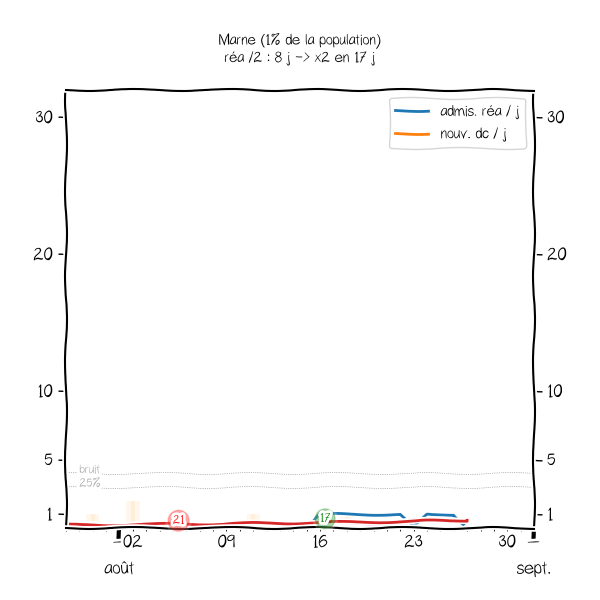 Marne (1% de la population)
réa /2 : 8 j -> x2 en 17 j
admis. réa / j
nouv. dc / j
30
30
20
20
10
10
5
5
bruit
25%
1
1
21
17
02
09
16
23
30
août
sept.